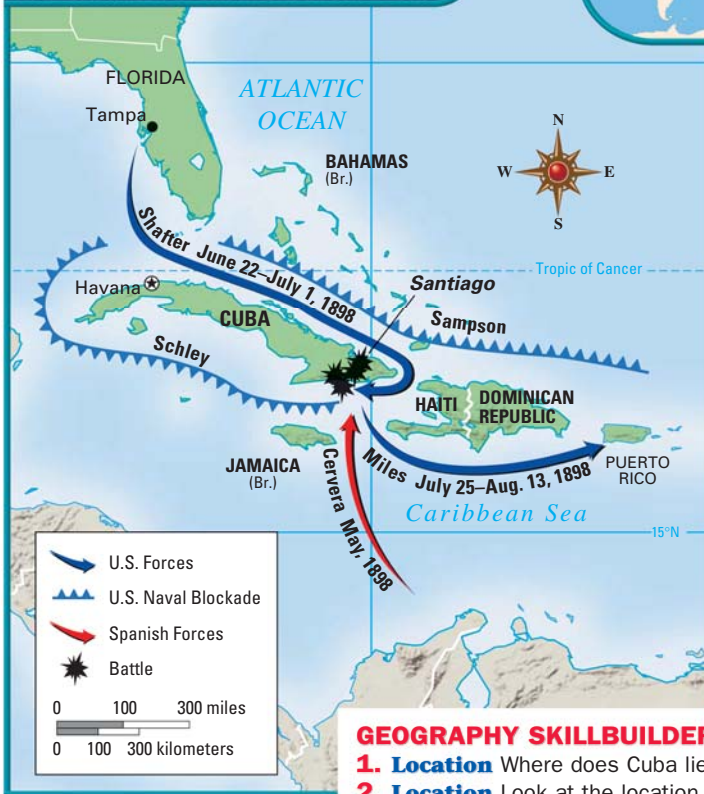 FLORIDA
Tampa
ATLANTIC
OCEAN
BAHAMAS
(Br.)
N
W
E
S
Shafter June 22–July 1, 1898
Tropic of Cancer
Havana
Santiago
CUBA
Sampson
Schley
HAITI
DOMINICAN
REPUBLIC
JAMAICA
(Br.)
Cervera May, 1898
Miles July 25–Aug. 13, 1898
PUERTO
RICO
Caribbean Sea
15°N
U.S. Forces
U.S. Naval Blockade
Spanish Forces
Battle
0 100 300 miles
0 100 300 kilometers
GEOGRAPHY SKILLBUILDER
1. Location Where does Cuba lie
2. Location Look at the location